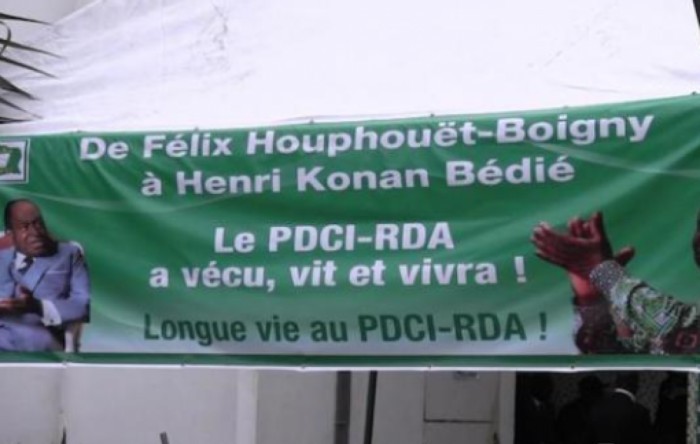 De Félix Houphouët-Boigny
à Henri Konan Bédié
Le PDCI-RDA
a vécu, vit et vivra !
Longue vie au PDCI-RDA !